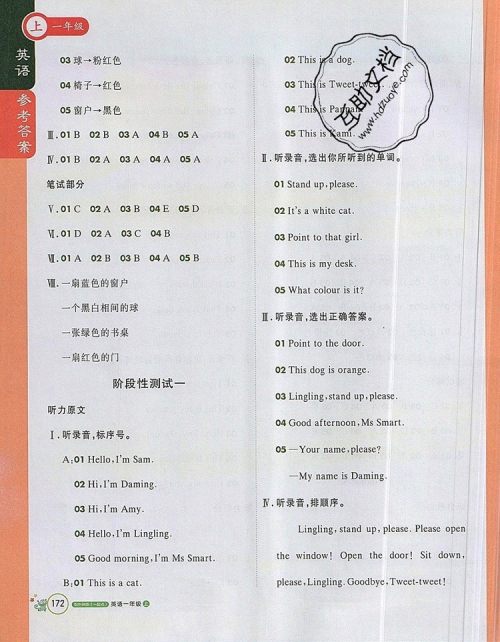 上 一年级
英语
参考答案
03 球→粉红色
04 椅子→红色
05 窗户→黑色
Ⅲ.01 B 02 B 03 A 04 B 05 A
Ⅳ.01 A 02 B 03 A 04 A 05 A
笔试部分
Ⅴ.01 C 02 A 03 B 04 E 05 D
Ⅵ.01 D 02 A 03 C 04 B
Ⅶ.01 A 02 B 03 B 04 A 05 B
Ⅷ.一扇蓝色的窗户
一个黑白相间的球
一张绿色的书桌
一扇红色的门
阶段性测试一
听力原文
Ⅰ.听录音,标序号。
A:01 Hello,I'm Sam.
02 Hi,I'm Daming.
03 Hi,I'm Amy.
04 Hello,I'm Lingling.
05 Good morning,I'm Ms Smart.
B:01 This is a cat.
02 This is a dog.
03 This is Tweet-tweet.
04 This is Panpan.
05 This is Kami.
Ⅱ.听录音,选出你所听到的单词。
01 Stand up,please.
02 It's a white cat.
03 Point to that girl.
04 This is my desk.
05 What colour is it?
Ⅲ.听录音,选出正确答案。
01 Point to the door.
02 This dog is orange.
03 Lingling,stand up,please.
04 Good afternoon,Ms Smart.
05 —Your name,please?
—My name is Daming.
Ⅳ.听录音,排顺序。
Lingling, stand up, please. Please open
the window! Open the door! Sit down,
please,Lingling. Goodbye,Tweet-tweet!
互助文档
www.hdzuoye.com
172
英语一年级 上